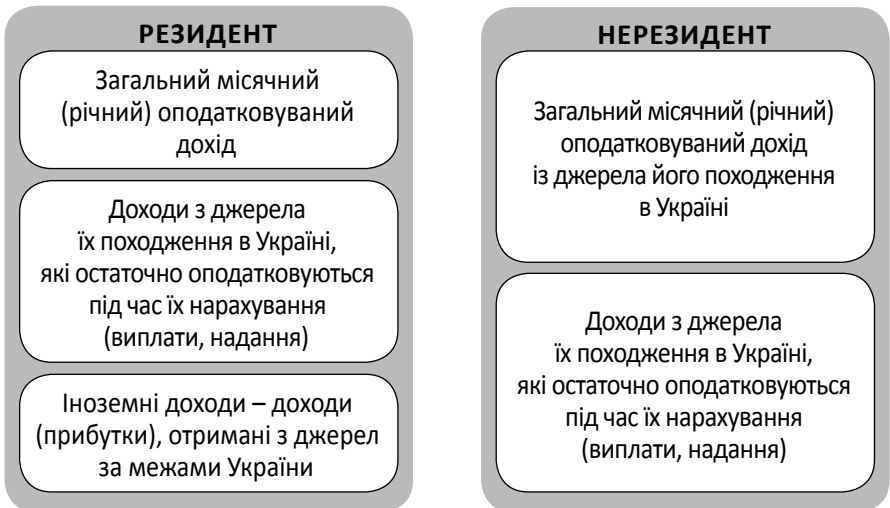 РЕЗИДЕНТ
Загальний місячний
(річний) оподатковуваний
дохід
Доходи з джерела
їх походження в Україні,
які остаточно оподатковуються
під час їх нарахування
(виплати, надання)
Іноземні доходи – доходи
(прибутки), отримані з джерел
за межами України
НЕРЕЗИДЕНТ
Загальний місячний (річний)
оподатковуваний дохід
із джерела його походження
в Україні
Доходи з джерела
їх походження в Україні,
які остаточно оподатковуються
під час їх нарахування
(виплати, надання)